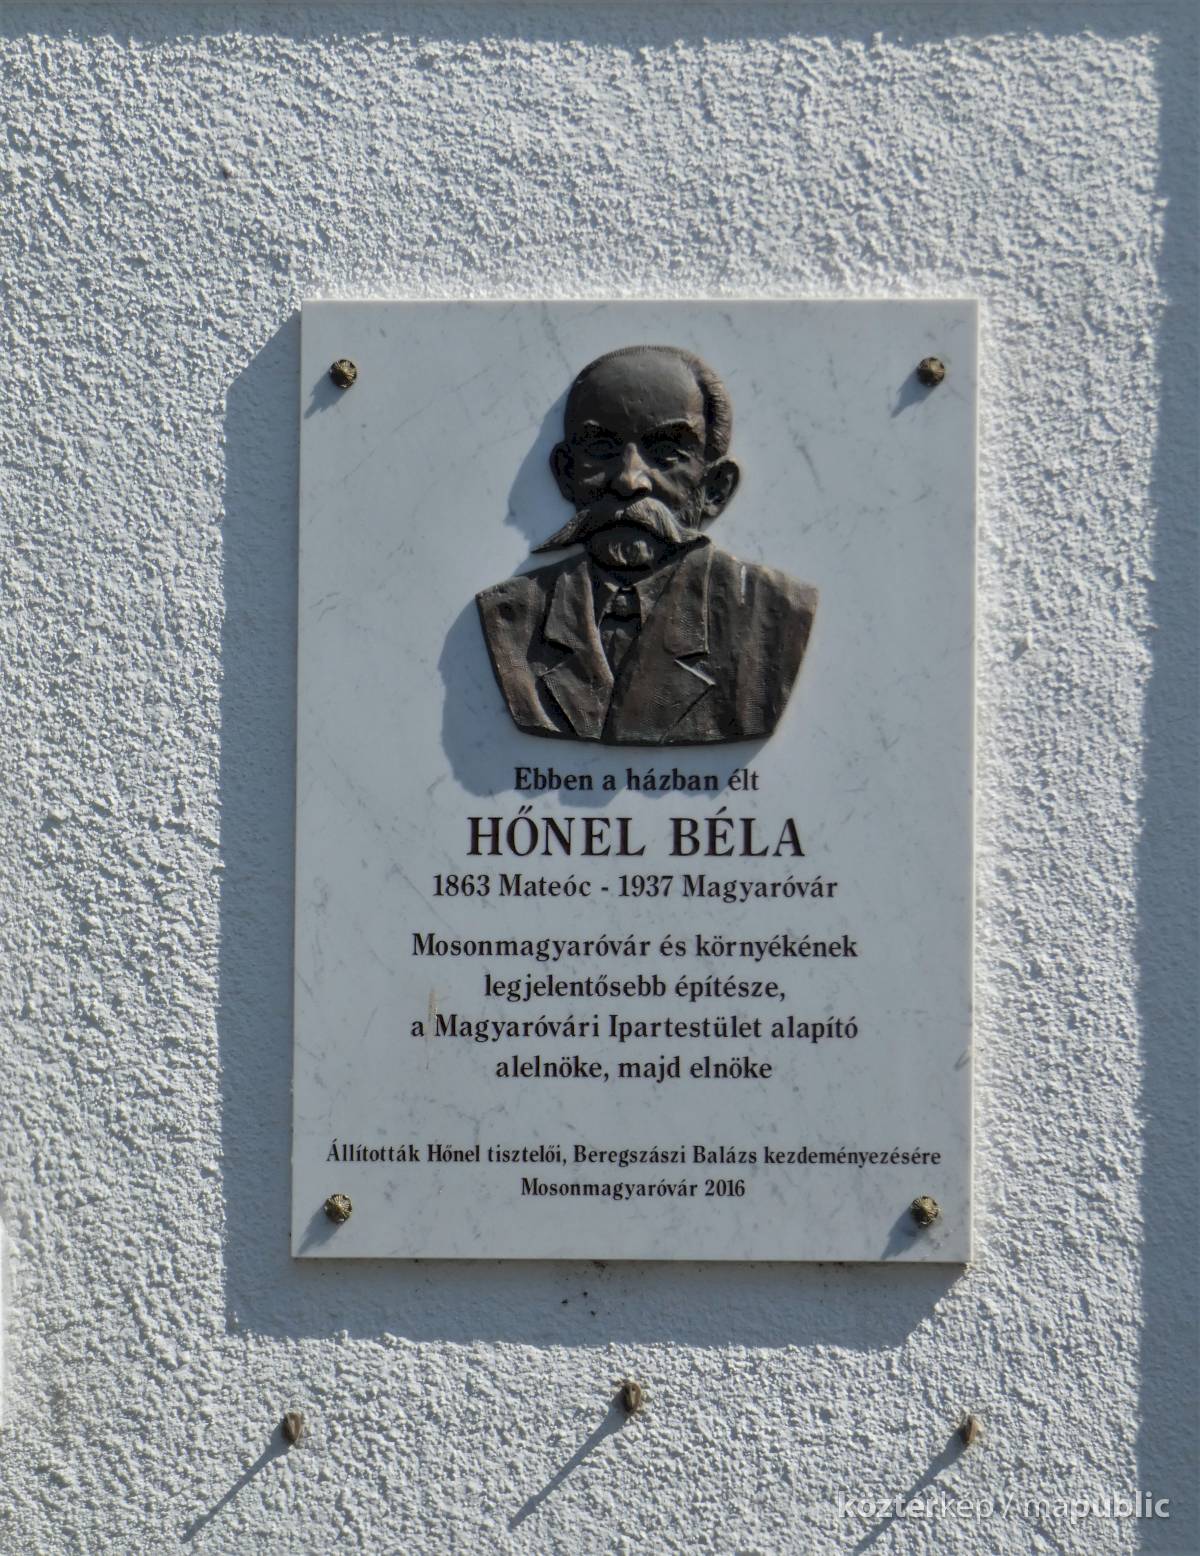 Ebben a házban élt
HŐNEL BÉLA
1863 Mateóc - 1937 Magyaróvár
Mosonmagyaróvár és környékének
legjelentősebb építésze,
a Magyaróvári Ipartestület alapító
alelnöke, majd elnöke
Állították Hőnel tisztelői, Beregszászi Balázs kezdeményezésére
Mosonmagyaróvár 2016
kozterkep / mapublic